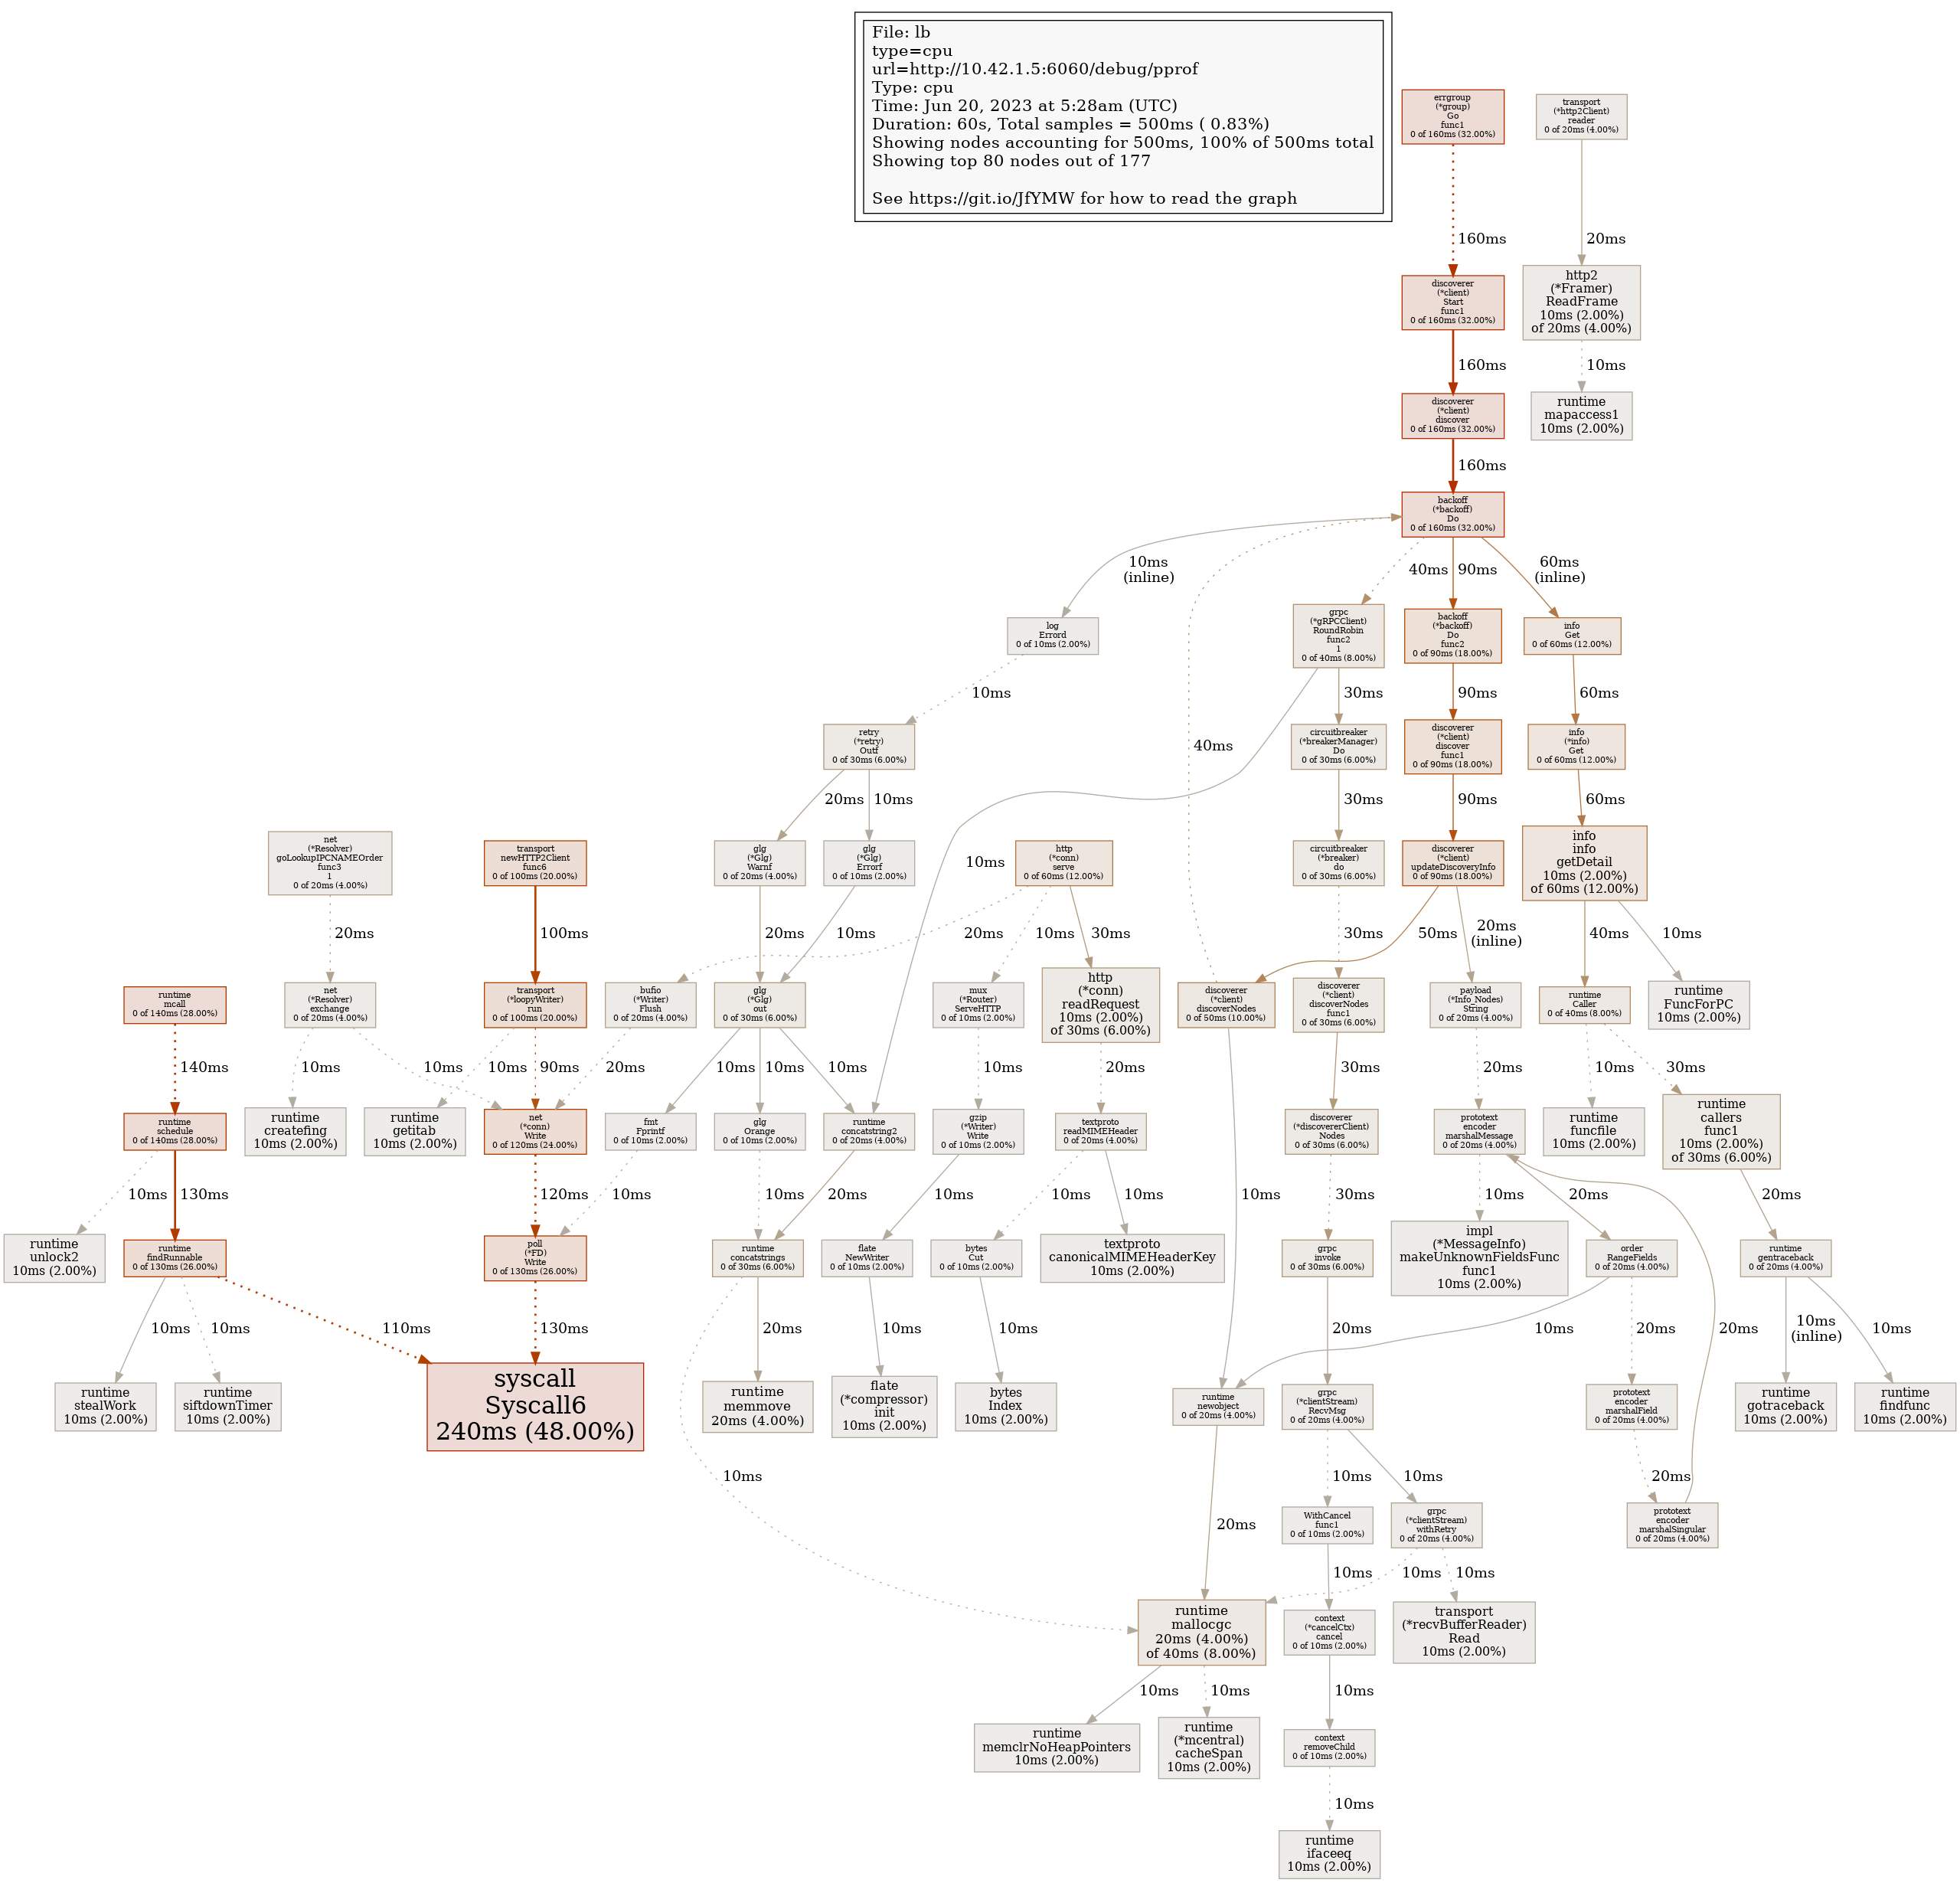 File: lb
type=cpu
url=http://10.42.1.5:6060/debug/pprof
Type: cpu
Time: Jun 20, 2023 at 5:28am (UTC)
Duration: 60s, Total samples = 500ms ( 0.83%)
Showing nodes accounting for 500ms, 100% of 500ms total
Showing top 80 nodes out of 177
See https://git.io/JfYMW for how to read the graph
errgroup
(*group)
Go
func1
0 of 160ms (32.00%)
transport
(*http2Client)
reader
0 of 20ms (4.00%)
160ms
20ms
discoverer
(*client)
Start
func1
0 of 160ms (32.00%)
http2
(*Framer)
ReadFrame
10ms (2.00%)
of 20ms (4.00%)
160ms
10ms
discoverer
(*client)
discover
0 of 160ms (32.00%)
runtime
mapaccess1
10ms (2.00%)
160ms
backoff
(*backoff)
Do
0 of 160ms (32.00%)
10ms
(inline)
40ms
90ms
60ms
(inline)
log
Errord
0 of 10ms (2.00%)
grpc
(*gRPCClient)
RoundRobin
func2
1
0 of 40ms (8.00%)
backoff
(*backoff)
Do
func2
0 of 90ms (18.00%)
info
Get
0 of 60ms (12.00%)
10ms
30ms
90ms
60ms
retry
(*retry)
Outf
0 of 30ms (6.00%)
40ms
circuitbreaker
(*breakerManager)
Do
0 of 30ms (6.00%)
discoverer
(*client)
discover
func1
0 of 90ms (18.00%)
info
(*info)
Get
0 of 60ms (12.00%)
20ms
10ms
30ms
90ms
60ms
net
(*Resolver)
goLookupIPCNAMEOrder
func3
1
0 of 20ms (4.00%)
transport
newHTTP2Client
func6
0 of 100ms (20.00%)
glg
(*Glg)
Warnf
0 of 20ms (4.00%)
glg
(*Glg)
Errorf
0 of 10ms (2.00%)
10ms
http
(*conn)
serve
0 of 60ms (12.00%)
circuitbreaker
(*breaker)
do
0 of 30ms (6.00%)
discoverer
(*client)
updateDiscoveryInfo
0 of 90ms (18.00%)
info
info
getDetail
10ms (2.00%)
of 60ms (12.00%)
20ms
100ms
20ms
10ms
20ms
10ms
30ms
30ms
50ms
20ms
(inline)
40ms
10ms
runtime
mcall
0 of 140ms (28.00%)
net
(*Resolver)
exchange
0 of 20ms (4.00%)
transport
(*loopyWriter)
run
0 of 100ms (20.00%)
bufio
(*Writer)
Flush
0 of 20ms (4.00%)
glg
(*Glg)
out
0 of 30ms (6.00%)
mux
(*Router)
ServeHTTP
0 of 10ms (2.00%)
http
(*conn)
readRequest
10ms (2.00%)
of 30ms (6.00%)
discoverer
(*client)
discoverNodes
0 of 50ms (10.00%)
discoverer
(*client)
discoverNodes
func1
0 of 30ms (6.00%)
payload
(*Info_Nodes)
String
0 of 20ms (4.00%)
runtime
Caller
0 of 40ms (8.00%)
runtime
FuncForPC
10ms (2.00%)
140ms
10ms
10ms
10ms
90ms
20ms
10ms
10ms
10ms
10ms
20ms
30ms
20ms
10ms
30ms
runtime
schedule
0 of 140ms (28.00%)
runtime
createfing
10ms (2.00%)
runtime
getitab
10ms (2.00%)
net
(*conn)
Write
0 of 120ms (24.00%)
fmt
Fprintf
0 of 10ms (2.00%)
glg
Orange
0 of 10ms (2.00%)
runtime
concatstring2
0 of 20ms (4.00%)
gzip
(*Writer)
Write
0 of 10ms (2.00%)
textproto
readMIMEHeader
0 of 20ms (4.00%)
discoverer
(*discovererClient)
Nodes
0 of 30ms (6.00%)
prototext
encoder
marshalMessage
0 of 20ms (4.00%)
runtime
funcfile
10ms (2.00%)
runtime
callers
func1
10ms (2.00%)
of 30ms (6.00%)
10ms
130ms
120ms
10ms
10ms
20ms
10ms
10ms
10ms
10ms
30ms
10ms
20ms
20ms
runtime
unlock2
10ms (2.00%)
runtime
findRunnable
0 of 130ms (26.00%)
poll
(*FD)
Write
0 of 130ms (26.00%)
runtime
concatstrings
0 of 30ms (6.00%)
flate
NewWriter
0 of 10ms (2.00%)
bytes
Cut
0 of 10ms (2.00%)
textproto
canonicalMIMEHeaderKey
10ms (2.00%)
grpc
invoke
0 of 30ms (6.00%)
impl
(*MessageInfo)
makeUnknownFieldsFunc
func1
10ms (2.00%)
order
RangeFields
0 of 20ms (4.00%)
runtime
gentraceback
0 of 20ms (4.00%)
10ms
10ms
110ms
130ms
20ms
10ms
10ms
20ms
10ms
20ms
20ms
10ms
(inline)
10ms
runtime
stealWork
10ms (2.00%)
runtime
siftdownTimer
10ms (2.00%)
syscall
Syscall6
240ms (48.00%)
runtime
memmove
20ms (4.00%)
flate
(*compressor)
init
10ms (2.00%)
bytes
Index
10ms (2.00%)
runtime
newobject
0 of 20ms (4.00%)
grpc
(*clientStream)
RecvMsg
0 of 20ms (4.00%)
prototext
encoder
marshalField
0 of 20ms (4.00%)
runtime
gotraceback
10ms (2.00%)
runtime
findfunc
10ms (2.00%)
10ms
20ms
10ms
10ms
20ms
WithCancel
func1
0 of 10ms (2.00%)
grpc
(*clientStream)
withRetry
0 of 20ms (4.00%)
prototext
encoder
marshalSingular
0 of 20ms (4.00%)
10ms
10ms
10ms
runtime
mallocgc
20ms (4.00%)
of 40ms (8.00%)
context
(*cancelCtx)
cancel
0 of 10ms (2.00%)
transport
(*recvBufferReader)
Read
10ms (2.00%)
10ms
10ms
10ms
runtime
memclrNoHeapPointers
10ms (2.00%)
runtime
(*mcentral)
cacheSpan
10ms (2.00%)
context
removeChild
0 of 10ms (2.00%)
10ms
runtime
ifaceeq
10ms (2.00%)